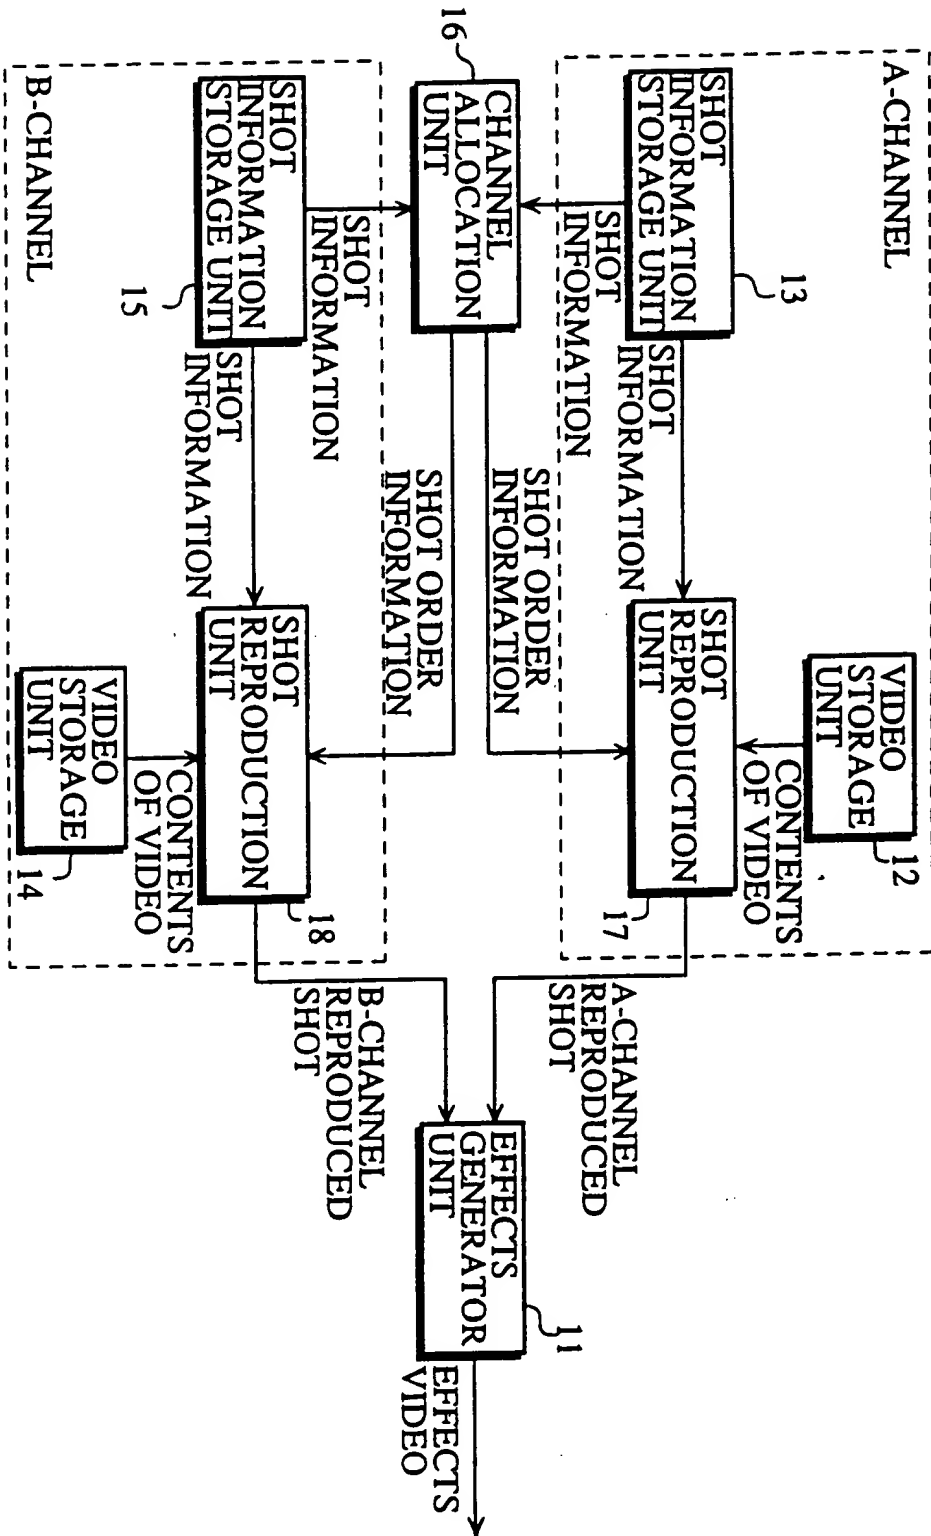 A-CHANNEL
VIDEO
STORAGE
UNIT
12
CONTENTS
OF VIDEO
13
SHOT
INFORMATION
STORAGE UNIT
SHOT
INFORMATION
SHOT
REPRODUCTION
UNIT
17
SHOT
INFORMATION
A-CHANNEL
REPRODUCED
SHOT
SHOT ORDER
INFORMATION
16
CHANNEL
ALLOCATION
UNIT
11
EFFECTS
GENERATOR
UNIT
EFFECTS
VIDEO
SHOT ORDER
INFORMATION
SHOT
INFORMATION
B-CHANNEL
REPRODUCED
SHOT
SHOT
INFORMATION
STORAGE UNIT
15
SHOT
INFORMATION
18
SHOT
REPRODUCTION
UNIT
CONTENTS
OF VIDEO
VIDEO
STORAGE
UNIT
14
B-CHANNEL